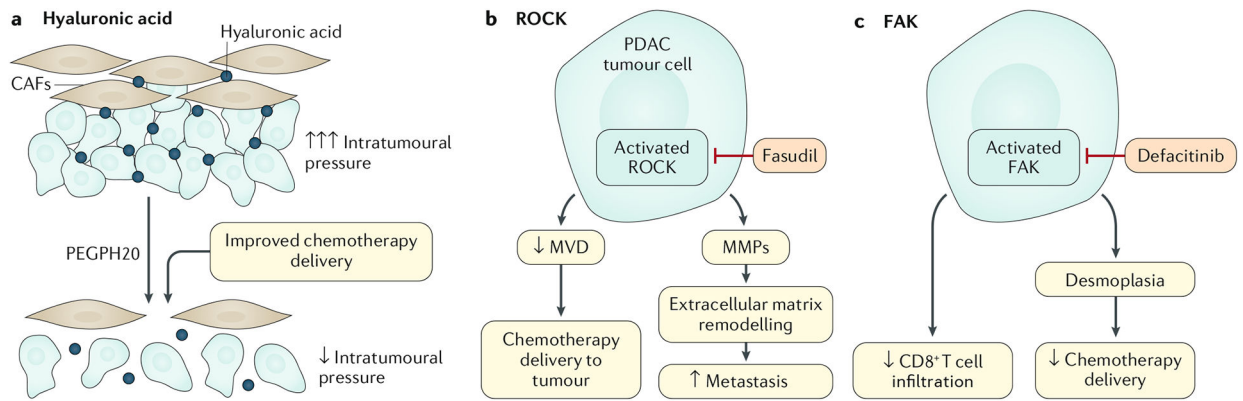 a Hyaluronic acid
Hyaluronic acid
CAFs
↑↑↑ Intratumoural
pressure
PEGPH20
Improved chemotherapy
delivery
↓ Intratumoural
pressure
b ROCK
PDAC
tumour cell
Activated
ROCK
Fasudil
↓ MVD
MMPs
Chemotherapy
delivery to
tumour
Extracellular matrix
remodelling
↑ Metastasis
c FAK
Activated
FAK
Defacitinib
Desmoplasia
↓ CD8⁺ T cell
infiltration
↓ Chemotherapy
delivery